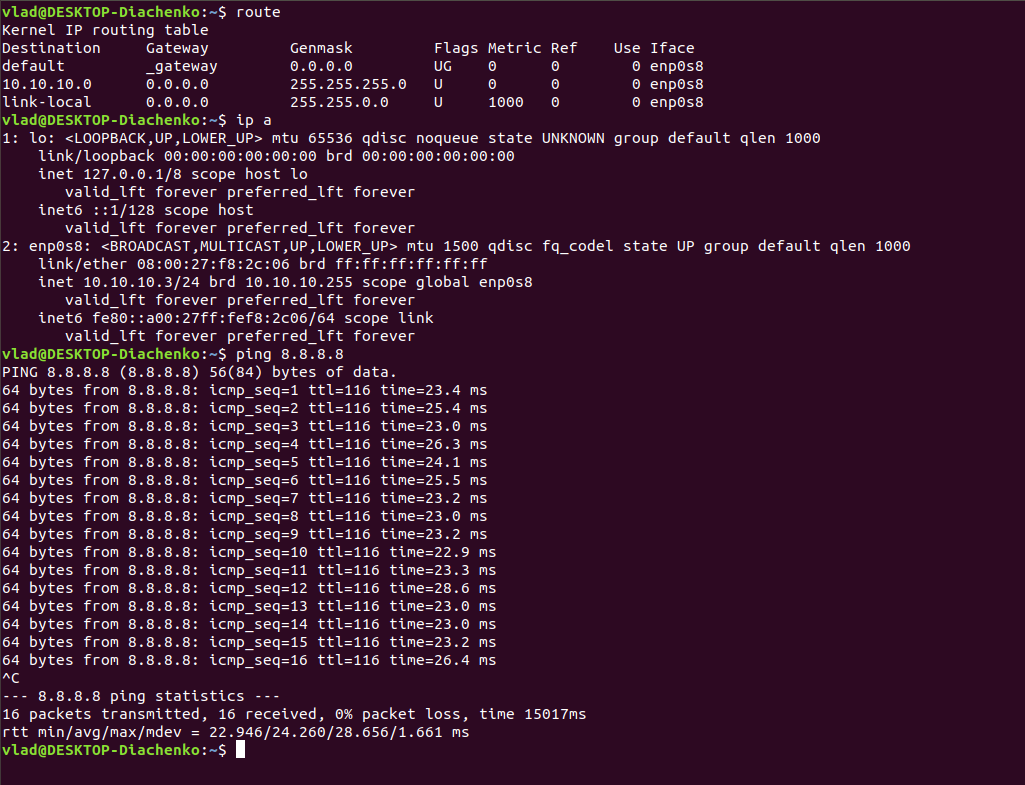 vlad@DESKTOP-Diachenko:~$ route
Kernel IP routing table
Destination     Gateway         Genmask         Flags Metric Ref    Use Iface
default         _gateway        0.0.0.0         UG    0      0        0 enp0s8
10.10.10.0      0.0.0.0         255.255.255.0   U     0      0        0 enp0s8
link-local      0.0.0.0         255.255.0.0     U     1000   0        0 enp0s8
vlad@DESKTOP-Diachenko:~$ ip a
1: lo: <LOOPBACK,UP,LOWER_UP> mtu 65536 qdisc noqueue state UNKNOWN group default qlen 1000
    link/loopback 00:00:00:00:00:00 brd 00:00:00:00:00:00
    inet 127.0.0.1/8 scope host lo
       valid_lft forever preferred_lft forever
    inet6 ::1/128 scope host
       valid_lft forever preferred_lft forever
2: enp0s8: <BROADCAST,MULTICAST,UP,LOWER_UP> mtu 1500 qdisc fq_codel state UP group default qlen 1000
    link/ether 08:00:27:f8:2c:06 brd ff:ff:ff:ff:ff:ff
    inet 10.10.10.3/24 brd 10.10.10.255 scope global enp0s8
       valid_lft forever preferred_lft forever
    inet6 fe80::a00:27ff:fef8:2c06/64 scope link
       valid_lft forever preferred_lft forever
vlad@DESKTOP-Diachenko:~$ ping 8.8.8.8
PING 8.8.8.8 (8.8.8.8) 56(84) bytes of data.
64 bytes from 8.8.8.8: icmp_seq=1 ttl=116 time=23.4 ms
64 bytes from 8.8.8.8: icmp_seq=2 ttl=116 time=25.4 ms
64 bytes from 8.8.8.8: icmp_seq=3 ttl=116 time=23.0 ms
64 bytes from 8.8.8.8: icmp_seq=4 ttl=116 time=26.3 ms
64 bytes from 8.8.8.8: icmp_seq=5 ttl=116 time=24.1 ms
64 bytes from 8.8.8.8: icmp_seq=6 ttl=116 time=25.5 ms
64 bytes from 8.8.8.8: icmp_seq=7 ttl=116 time=23.2 ms
64 bytes from 8.8.8.8: icmp_seq=8 ttl=116 time=23.0 ms
64 bytes from 8.8.8.8: icmp_seq=9 ttl=116 time=23.2 ms
64 bytes from 8.8.8.8: icmp_seq=10 ttl=116 time=22.9 ms
64 bytes from 8.8.8.8: icmp_seq=11 ttl=116 time=23.3 ms
64 bytes from 8.8.8.8: icmp_seq=12 ttl=116 time=28.6 ms
64 bytes from 8.8.8.8: icmp_seq=13 ttl=116 time=23.0 ms
64 bytes from 8.8.8.8: icmp_seq=14 ttl=116 time=23.0 ms
64 bytes from 8.8.8.8: icmp_seq=15 ttl=116 time=23.2 ms
64 bytes from 8.8.8.8: icmp_seq=16 ttl=116 time=26.4 ms
^C
--- 8.8.8.8 ping statistics ---
16 packets transmitted, 16 received, 0% packet loss, time 15017ms
rtt min/avg/max/mdev = 22.946/24.260/28.656/1.661 ms
vlad@DESKTOP-Diachenko:~$